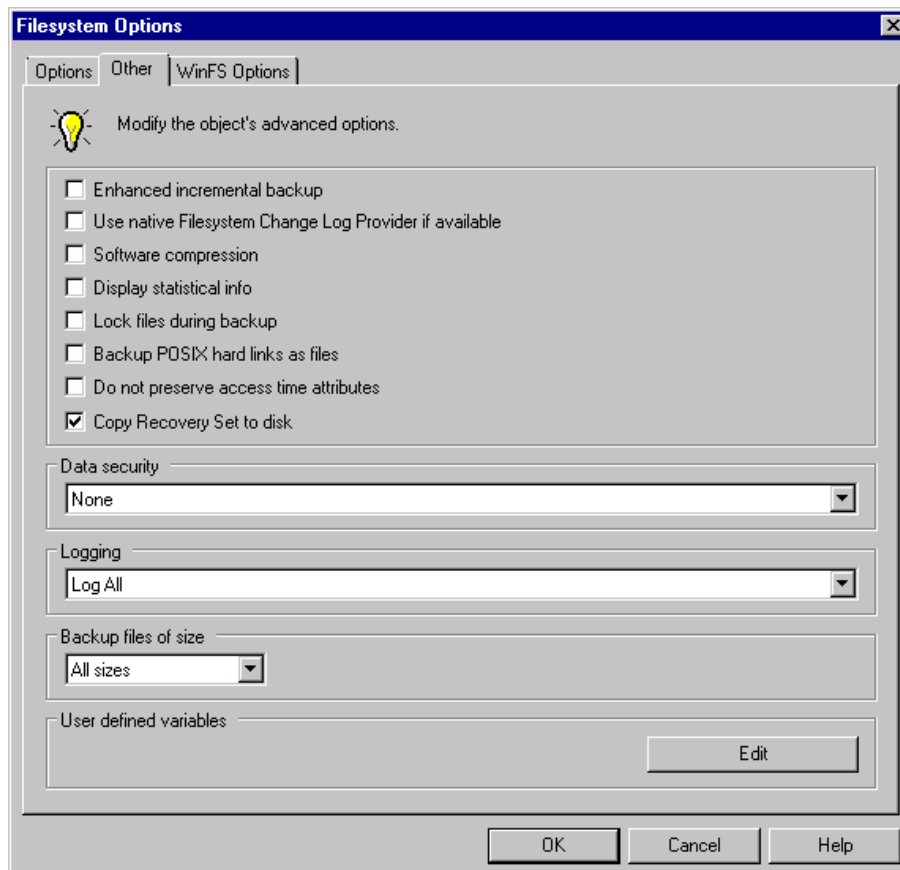 Filesystem Options
Options Other WinFS Options
Modify the object's advanced options.
Enhanced incremental backup
Use native Filesystem Change Log Provider if available
Software compression
Display statistical info
Lock files during backup
Backup POSIX hard links as files
Do not preserve access time attributes
Copy Recovery Set to disk
Data security
None
Logging
Log All
Backup files of size
All sizes
User defined variables
Edit
OK Cancel Help